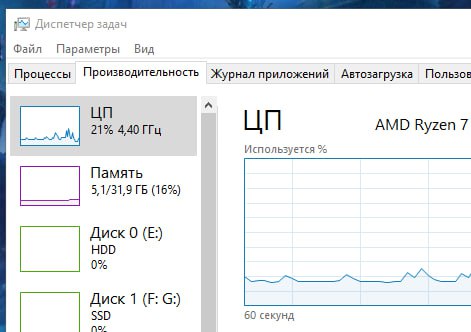 Диспетчер задач
Файл Параметры Вид
Процессы Производительность Журнал приложений Автозагрузка Пользов
ЦП
21% 4,40 ГГц
Память
5,1/31,9 ГБ (16%)
Диск 0 (E:)
HDD
0%
Диск 1 (F: G:)
SSD
0%
ЦП AMD Ryzen 7
Используется %
60 секунд